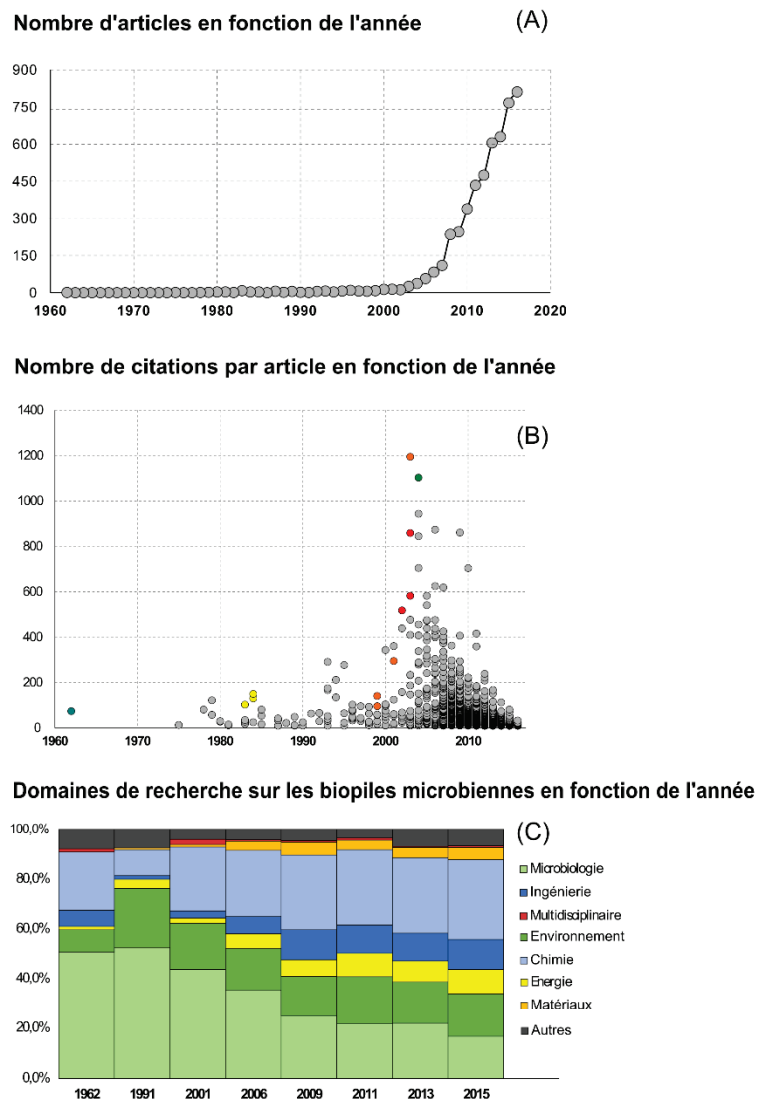 Nombre d'articles en fonction de l'année
(A)
900
750
600
450
300
150
0
1960 1970 1980 1990 2000 2010 2020
Nombre de citations par article en fonction de l'année
1400
(B)
1200
1000
800
600
400
200
0
1960 1970 1980 1990 2000 2010
Domaines de recherche sur les biopiles microbiennes en fonction de l'année
100,0%
(C)
80,0%
60,0%
40,0%
20,0%
0,0%
Microbiologie
Ingénierie
Multidisciplinaire
Environnement
Chimie
Energie
Matériaux
Autres
1962 1991 2001 2006 2009 2011 2013 2015